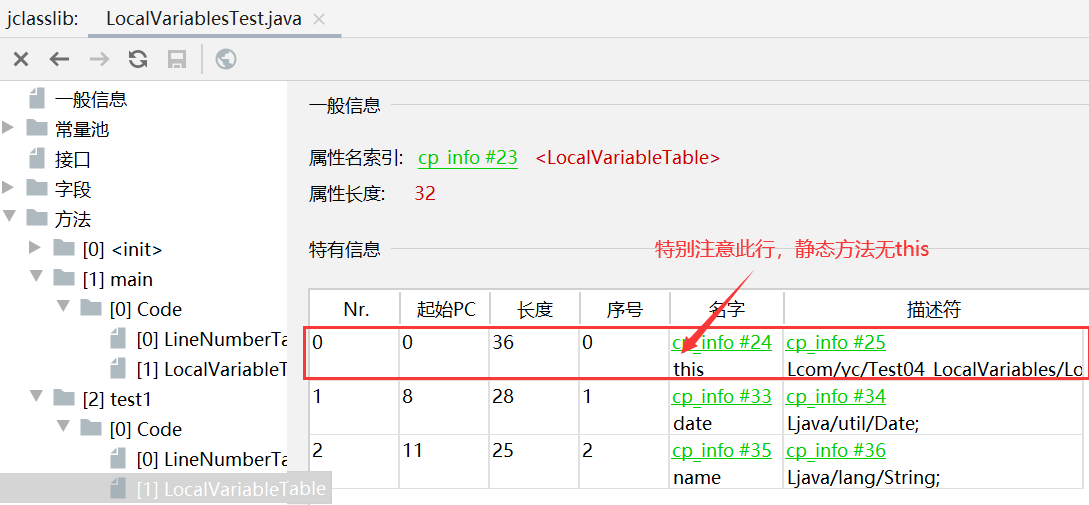 jclasslib: LocalVariablesTest.java
一般信息
常量池
接口
字段
方法
[0] <init>
[1] main
[0] Code
[0] LineNumberTa
[1] LocalVariableT
[2] test1
[0] Code
[0] LineNumberTa
[1] LocalVariableTable
一般信息
属性名索引: cp_info #23 <LocalVariableTable>
属性长度: 32
特有信息
特别注意此行，静态方法无this
Nr. 起始PC 长度 序号 名字 描述符
0 0 36 0 cp_info #24 cp_info #25
this Lcom/yc/Test04_LocalVariables/Lo
1 8 28 1 cp_info #33 cp_info #34
date Ljava/util/Date;
2 11 25 2 cp_info #35 cp_info #36
name Ljava/lang/String;